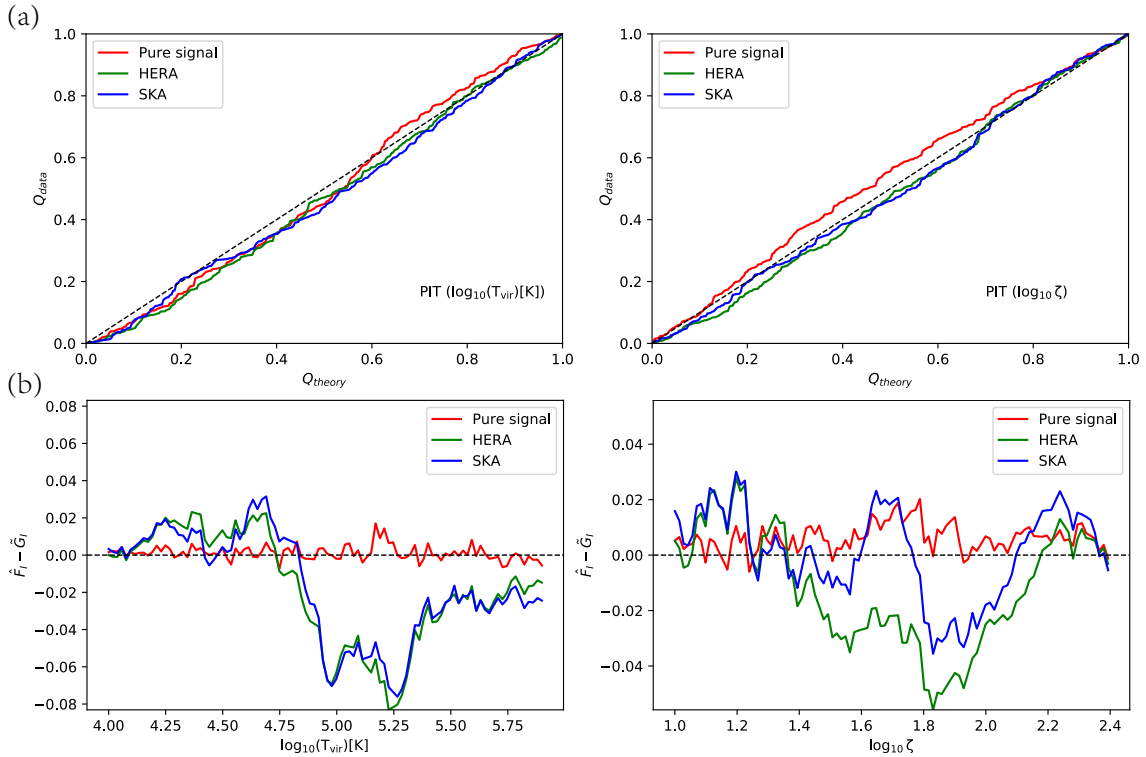 (a)
1.0
0.8
0.6
0.4
0.2
0.0
Q_data
Pure signal
HERA
SKA
PIT (log₁₀(T_vir)[K])
0.0 0.2 0.4 0.6 0.8 1.0
Q_theory
1.0
0.8
0.6
0.4
0.2
0.0
Q_data
Pure signal
HERA
SKA
PIT (log₁₀ ζ)
0.0 0.2 0.4 0.6 0.8 1.0
Q_theory
(b)
0.08
0.06
0.04
0.02
0.00
−0.02
−0.04
−0.06
−0.08
F̂_I − G̃_I
Pure signal
HERA
SKA
4.00 4.25 4.50 4.75 5.00 5.25 5.50 5.75
log₁₀(T_vir)[K]
0.04
0.02
0.00
−0.02
−0.04
F̂_I − G̃_I
Pure signal
HERA
SKA
1.0 1.2 1.4 1.6 1.8 2.0 2.2 2.4
log₁₀ ζ